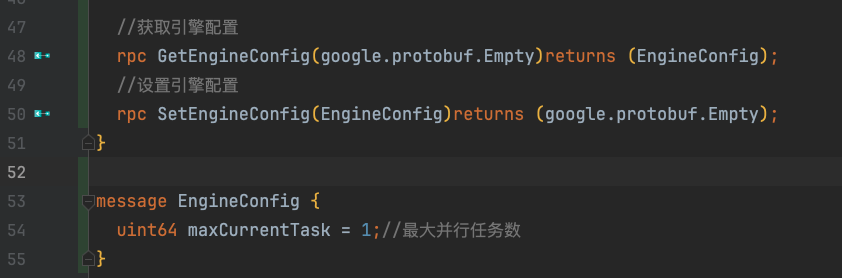 47 //获取引擎配置
48 rpc GetEngineConfig(google.protobuf.Empty)returns (EngineConfig);
49 //设置引擎配置
50 rpc SetEngineConfig(EngineConfig)returns (google.protobuf.Empty);
51 }
52
53 message EngineConfig {
54 uint64 maxCurrentTask = 1;//最大并行任务数
55 }